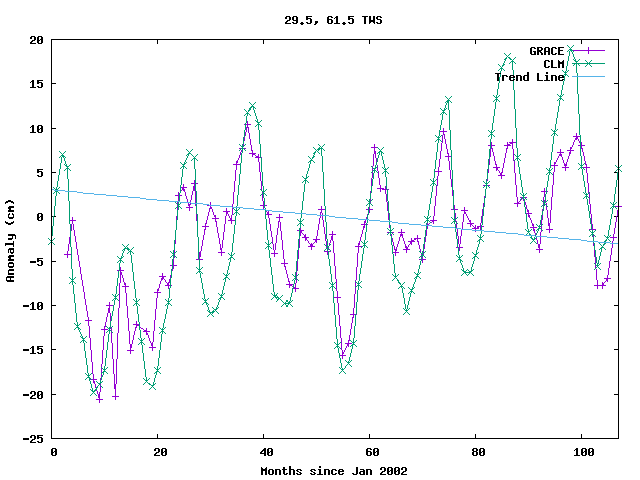 29.5, 61.5 TWS
GRACE
CLM
Trend Line
20
15
10
5
0
-5
-10
-15
-20
-25
Anomaly (cm)
0 20 40 60 80 100
Months since Jan 2002